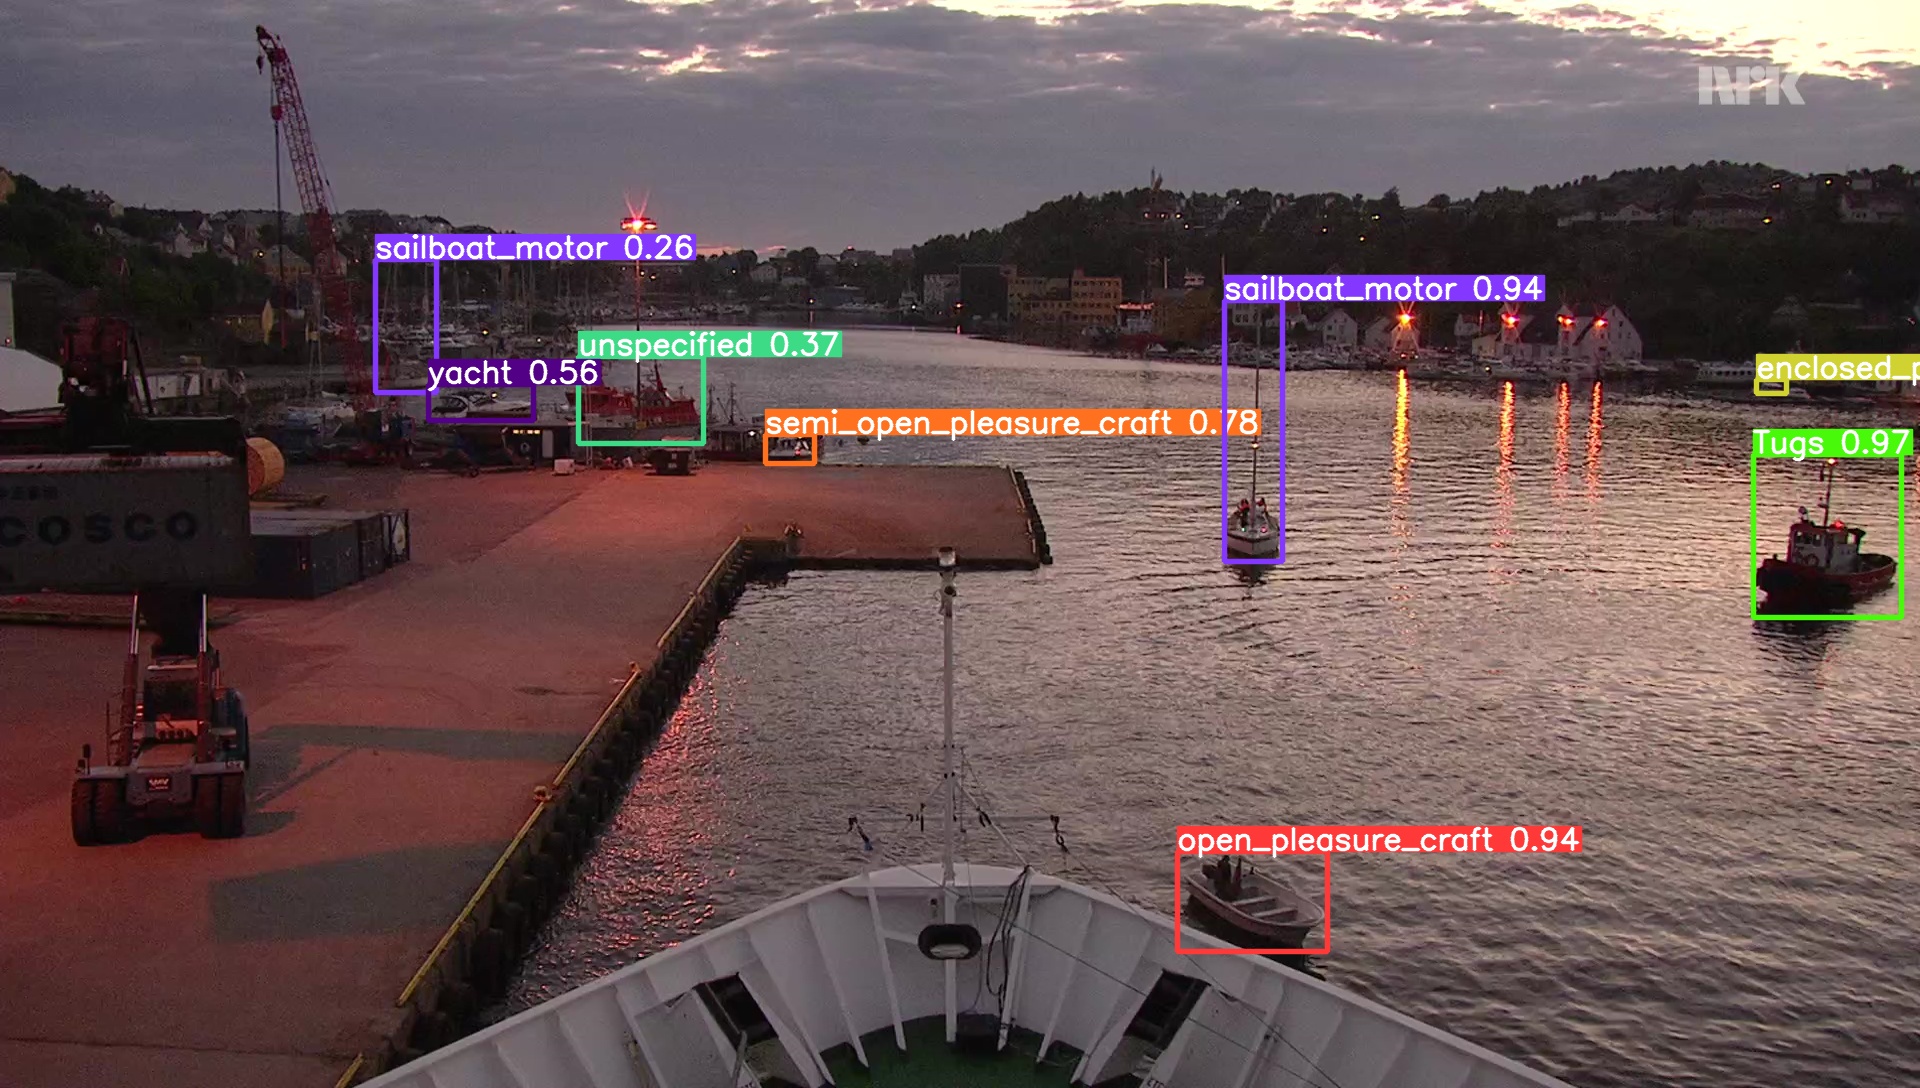 NRK
sailboat_motor 0.26
sailboat_motor 0.94
unspecified 0.37
yacht 0.56
enclosed_p
semi_open_pleasure_craft 0.78
Tugs 0.97
COSCO
open_pleasure_craft 0.94